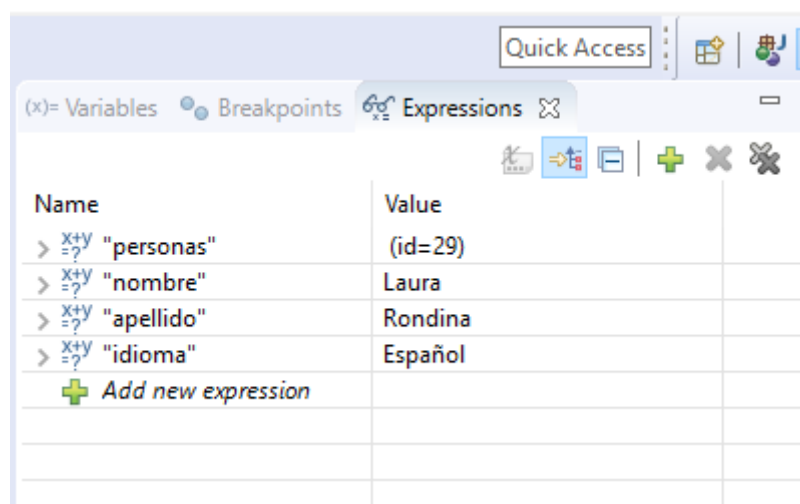 Quick Access
(x)= Variables Breakpoints Expressions
Name Value
"personas" (id=29)
"nombre" Laura
"apellido" Rondina
"idioma" Español
Add new expression